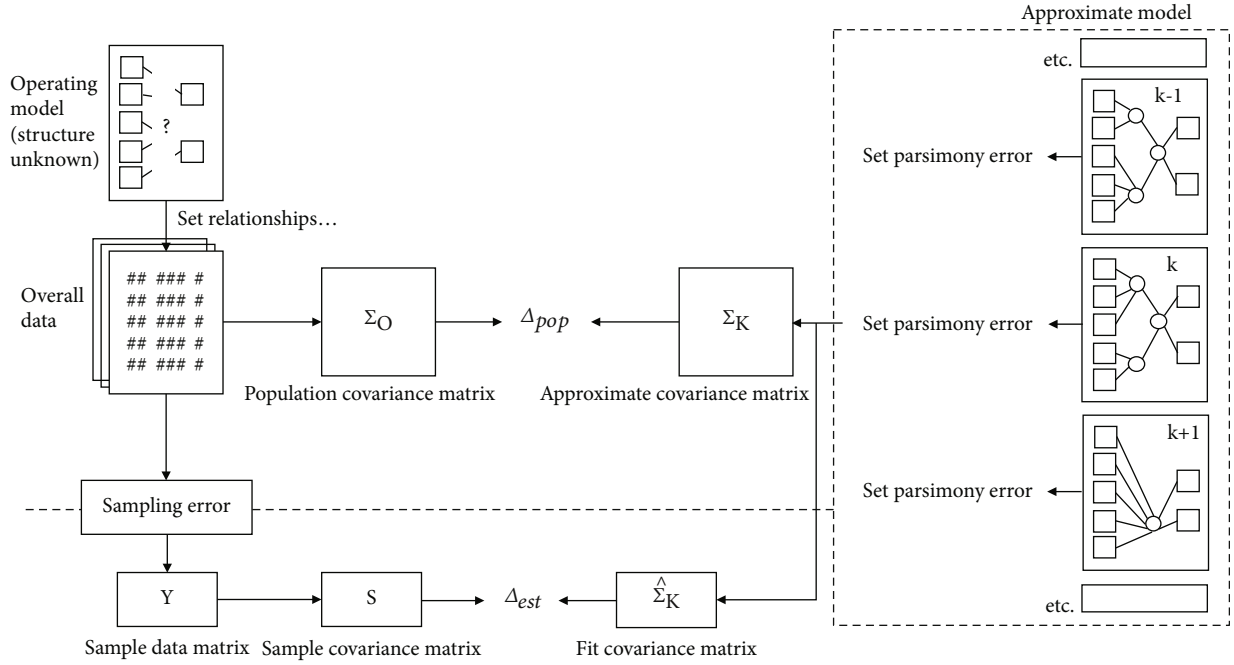 Approximate model
etc.
Operating
model
(structure
unknown)
?
k-1
Set parsimony error
Set relationships…
Overall
data
## ### #
## ### #
## ### #
## ### #
## ### #
Σ_O
Δ_pop
Σ_K
Set parsimony error
k
Population covariance matrix
Approximate covariance matrix
k+1
Set parsimony error
Sampling error
Y
S
Δ_est
Σ̂_K
etc.
Sample data matrix
Sample covariance matrix
Fit covariance matrix